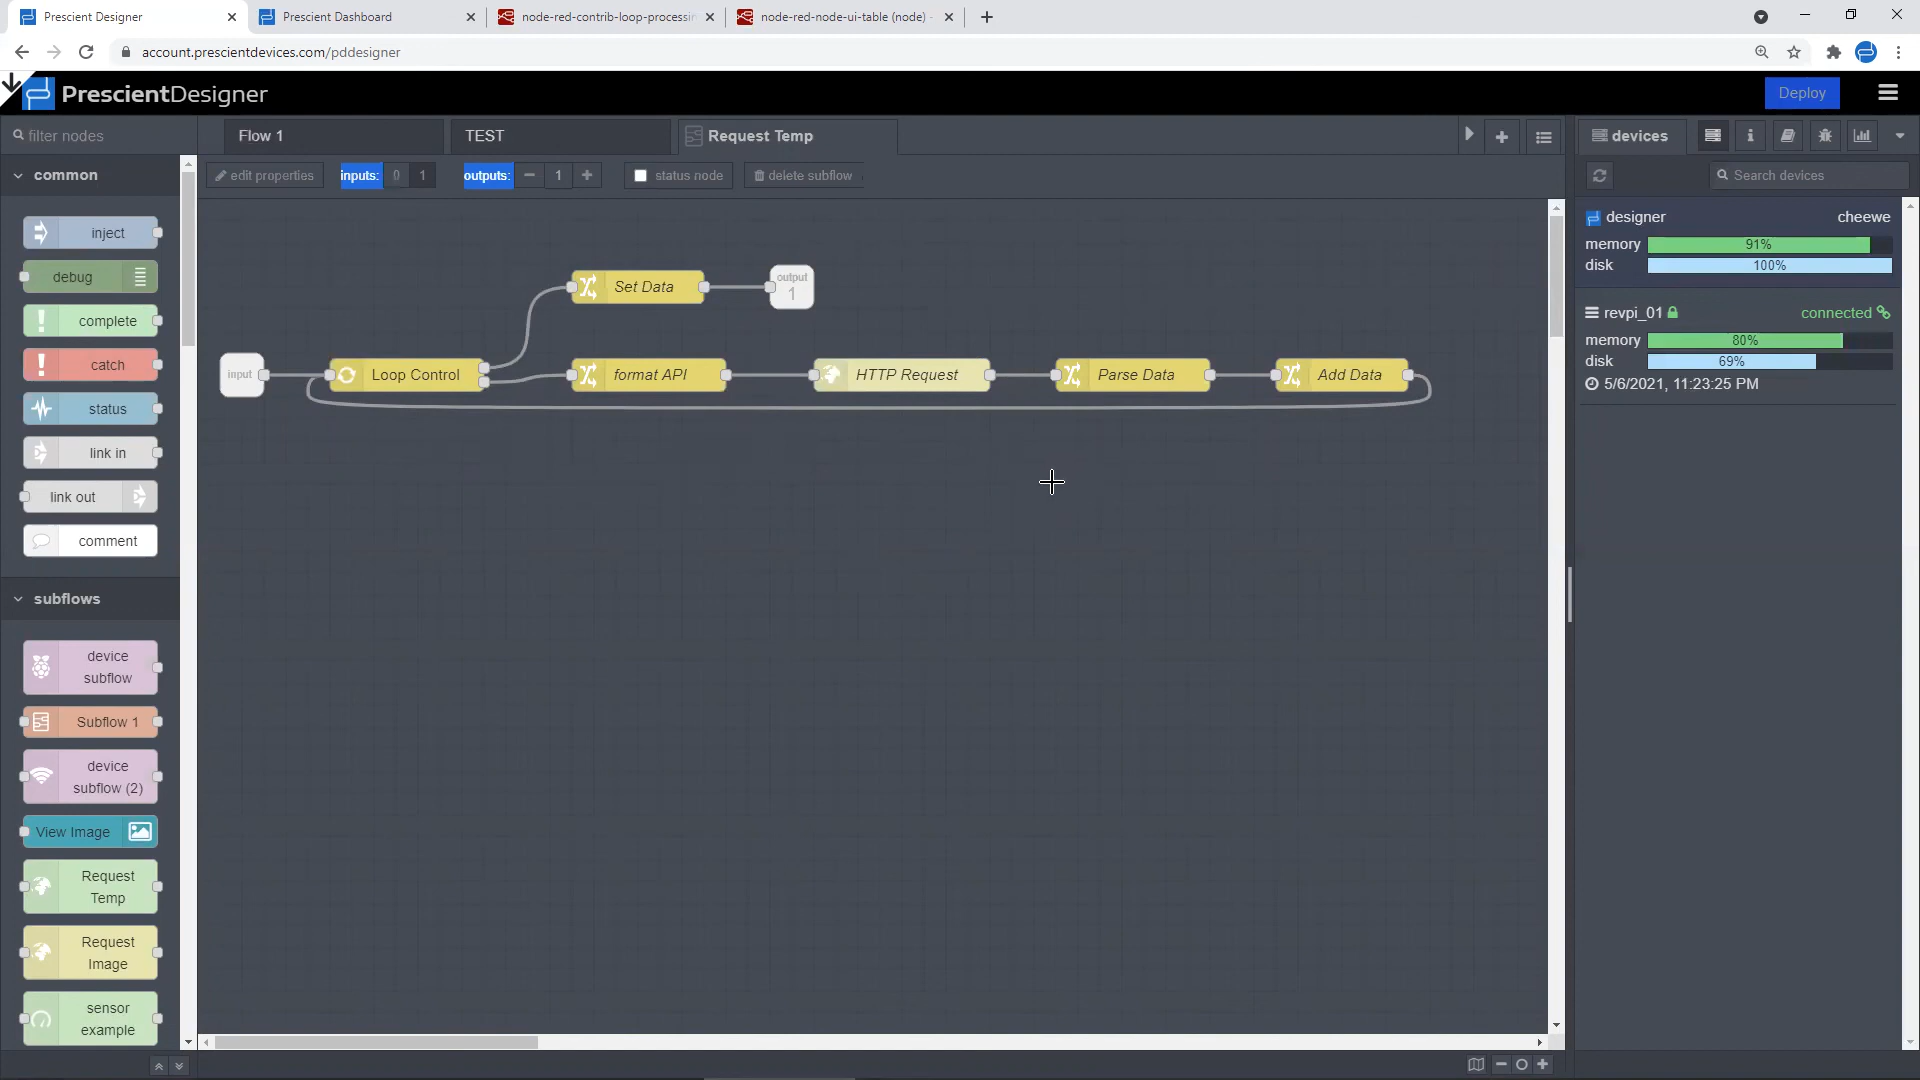 Prescient Designer
Prescient Dashboard
node-red-contrib-loop-processin
node-red-node-ui-table (node) -
account.prescientdevices.com/pddesigner
PrescientDesigner
Deploy
filter nodes
Flow 1
TEST
Request Temp
devices
edit properties
inputs: 0 1
outputs: 1
status node
delete subflow
Search devices
common
inject
debug
complete
catch
status
link in
link out
comment
subflows
device
subflow
Subflow 1
device
subflow (2)
View Image
Request
Temp
Request
Image
sensor
example
Set Data
output
1
input
Loop Control
format API
HTTP Request
Parse Data
Add Data
designer
cheewe
memory
91%
disk
100%
revpi_01
connected
memory
80%
disk
69%
5/6/2021, 11:23:25 PM